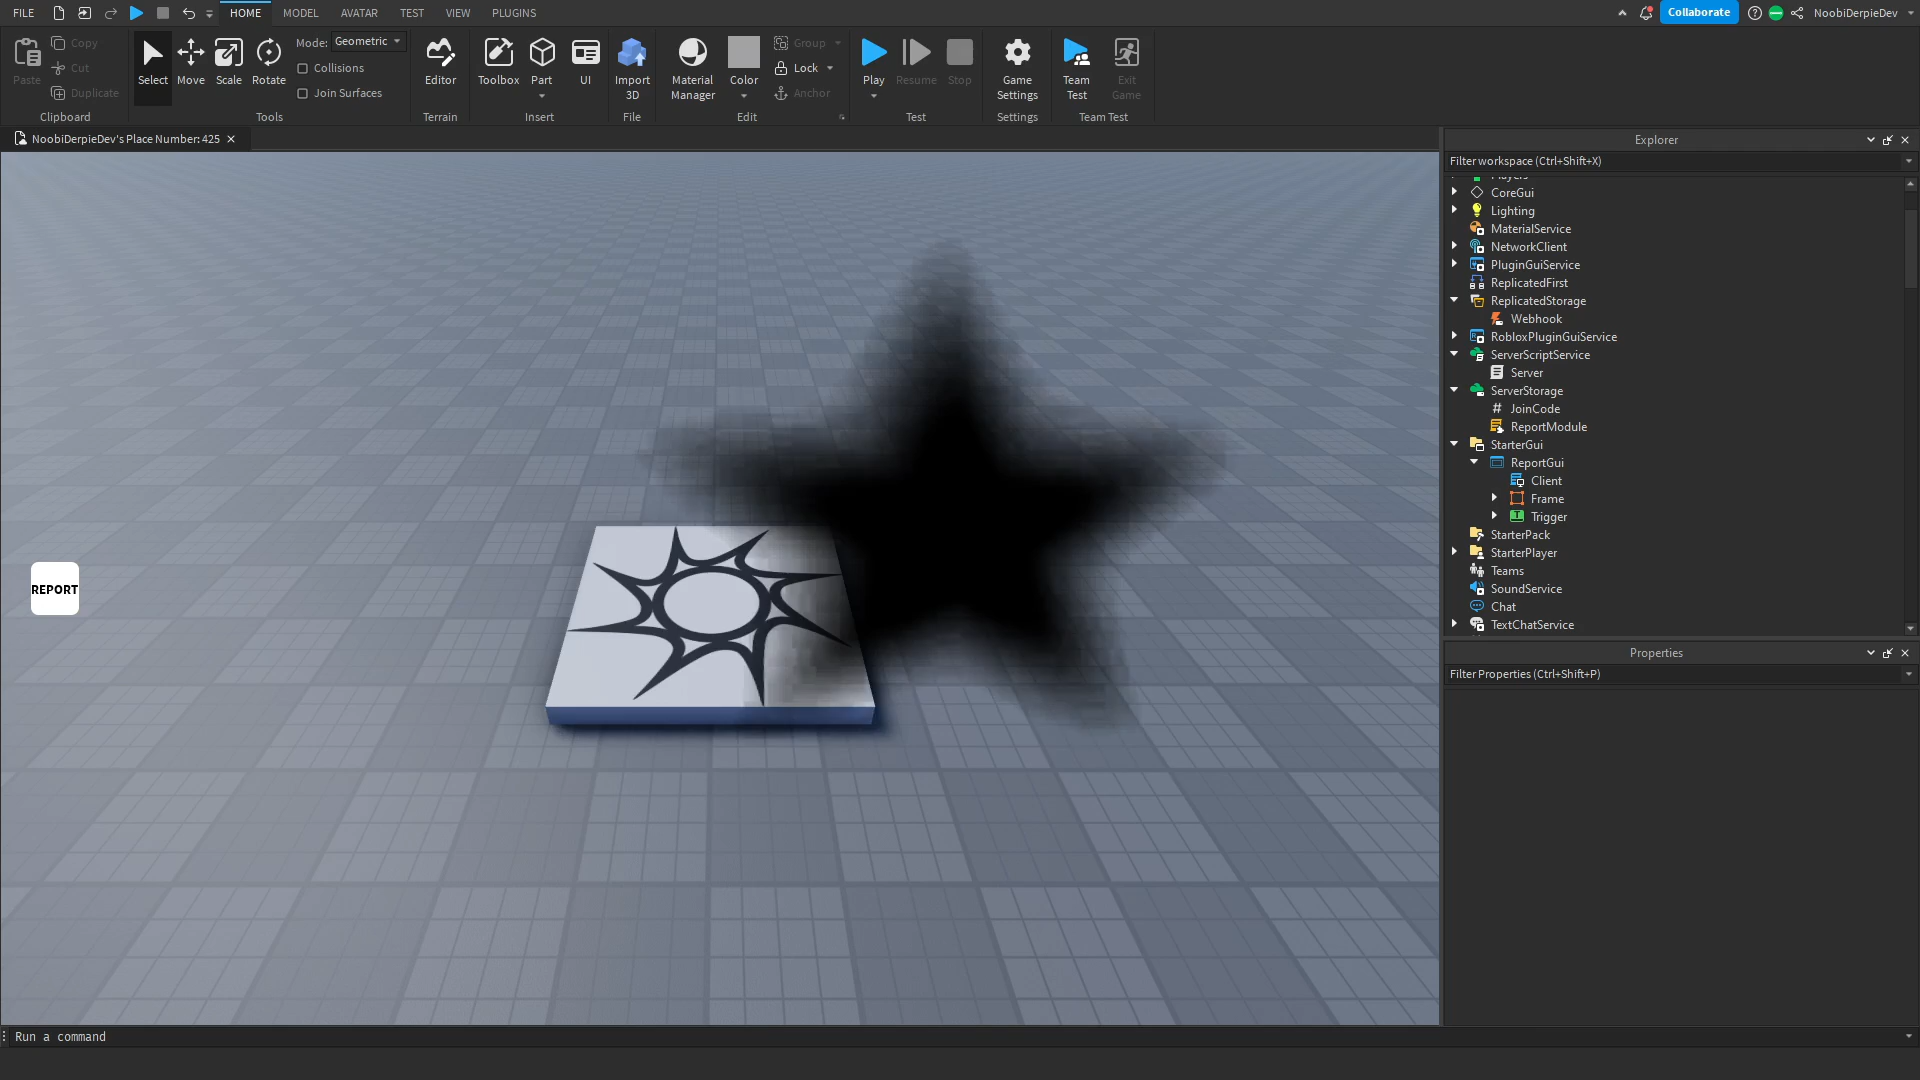 FILE HOME MODEL AVATAR TEST VIEW PLUGINS Collaborate NoobiDerpieDev
Paste Copy Cut Duplicate
Clipboard
Select Move Scale Rotate
Mode: Geometric
Collisions
Join Surfaces
Tools
Editor
Terrain
Toolbox Part UI
Insert
Import 3D
File
Material Manager Color
Group
Lock
Anchor
Edit
Play Resume Stop
Test
Game Settings
Settings
Team Test Exit Game
Team Test
NoobiDerpieDev's Place Number: 425
REPORT
Explorer
Filter workspace (Ctrl+Shift+X)
Players
CoreGui
Lighting
MaterialService
NetworkClient
PluginGuiService
ReplicatedFirst
ReplicatedStorage
Webhook
RobloxPluginGuiService
ServerScriptService
Server
ServerStorage
JoinCode
ReportModule
StarterGui
ReportGui
Client
Frame
Trigger
StarterPack
StarterPlayer
Teams
SoundService
Chat
TextChatService
Properties
Filter Properties (Ctrl+Shift+P)
Run a command